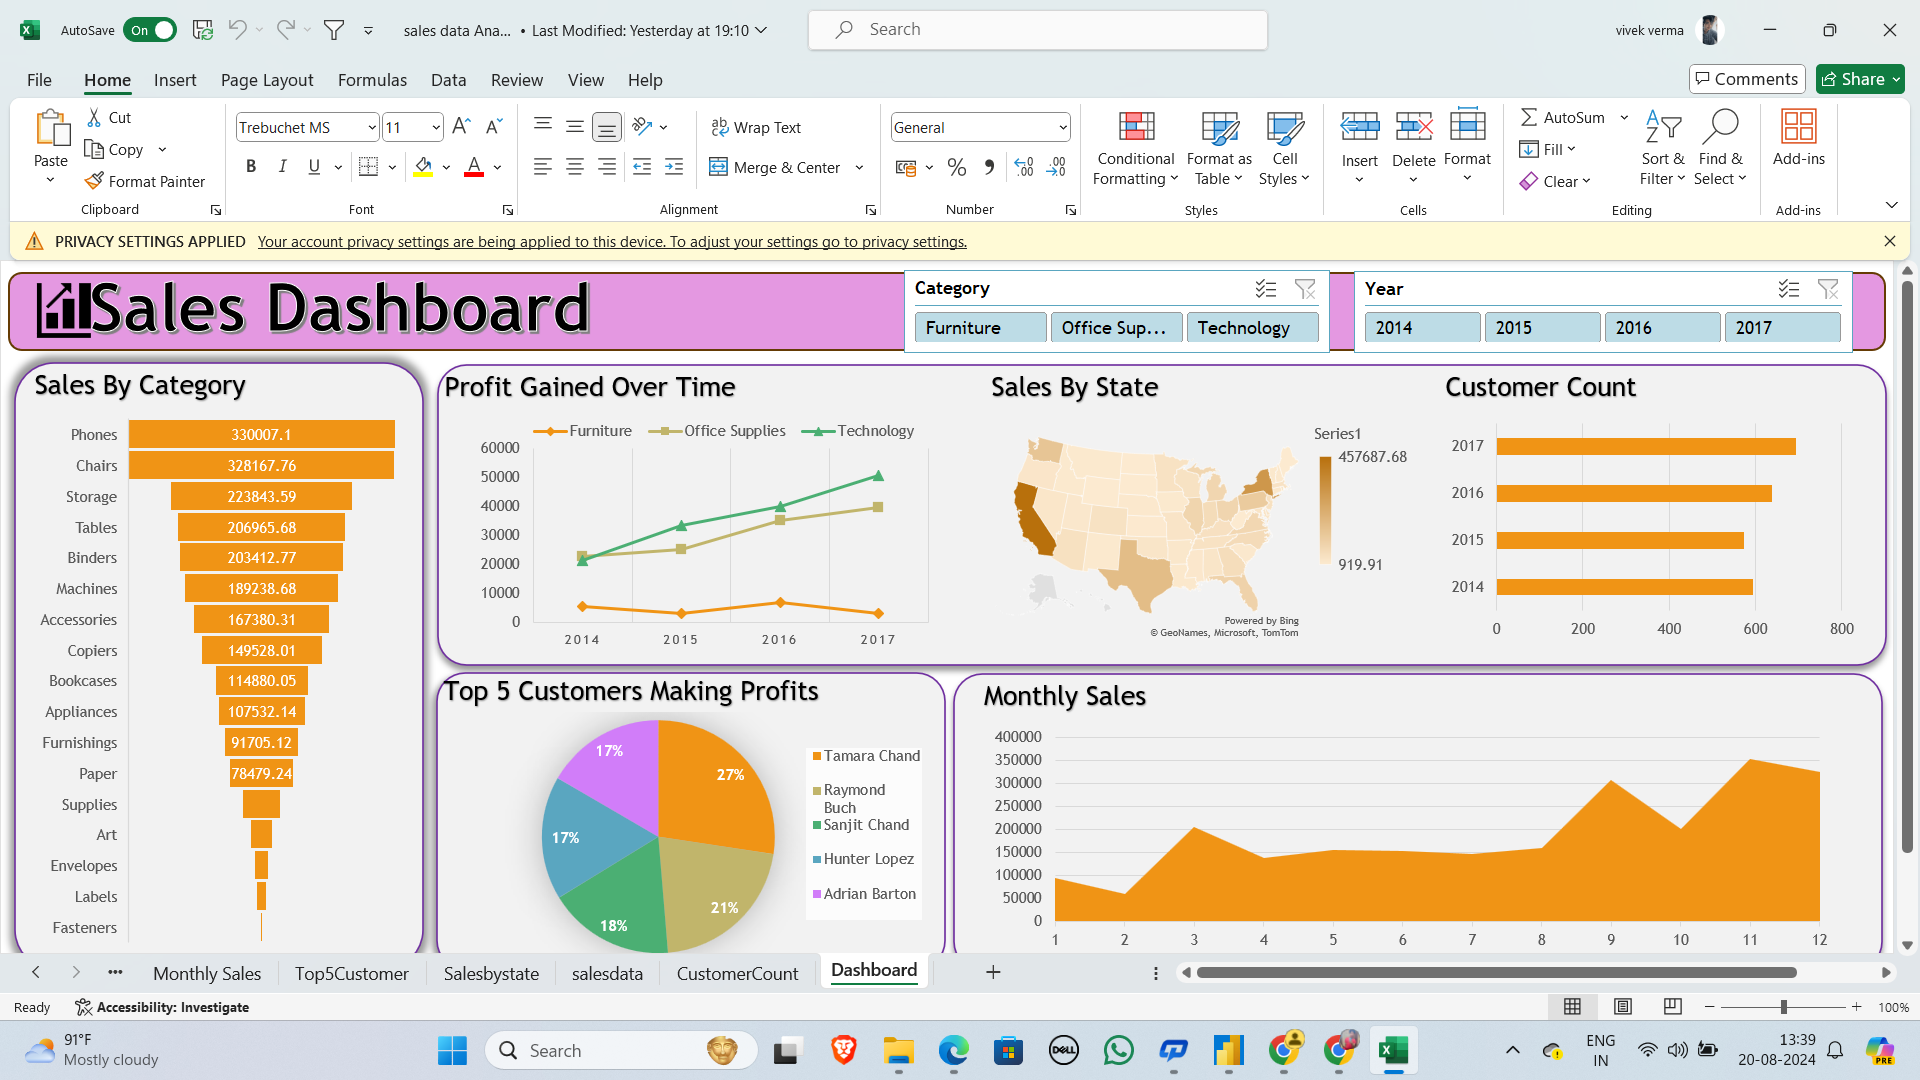 AutoSave On sales data Ana... • Last Modified: Yesterday at 19:10 Search vivek verma
File Home Insert Page Layout Formulas Data Review View Help Comments Share
Paste Cut Copy Format Painter
Clipboard
Trebuchet MS 11
B I U A
Font
Wrap Text
Merge & Center
Alignment
General
Number
Conditional Formatting Format as Table Cell Styles
Styles
Insert Delete Format
Cells
AutoSum Fill Clear Sort & Filter Find & Select
Editing
Add-ins
Add-ins
PRIVACY SETTINGS APPLIED Your account privacy settings are being applied to this device. To adjust your settings go to privacy settings.
Sales Dashboard
Category
Furniture Office Sup... Technology
Year
2014 2015 2016 2017
Sales By Category
Phones 330007.1
Chairs 328167.76
Storage 223843.59
Tables 206965.68
Binders 203412.77
Machines 189238.68
Accessories 167380.31
Copiers 149528.01
Bookcases 114880.05
Appliances 107532.14
Furnishings 91705.12
Paper 78479.24
Supplies
Art
Envelopes
Labels
Fasteners
Profit Gained Over Time
Furniture Office Supplies Technology
60000
50000
40000
30000
20000
10000
0
2014 2015 2016 2017
Sales By State
Series1
457687.68
919.91
Powered by Bing
© GeoNames, Microsoft, TomTom
Customer Count
2017
2016
2015
2014
0 200 400 600 800
Top 5 Customers Making Profits
27%
21%
18%
17%
17%
Tamara Chand
Raymond
Buch
Sanjit Chand
Hunter Lopez
Adrian Barton
Monthly Sales
400000
350000
300000
250000
200000
150000
100000
50000
0
1 2 3 4 5 6 7 8 9 10 11 12
Monthly Sales Top5Customer Salesbystate salesdata CustomerCount Dashboard
Ready Accessibility: Investigate 100%
91°F
Mostly cloudy
Search
DELL
ENG
IN
13:39
20-08-2024
PRE